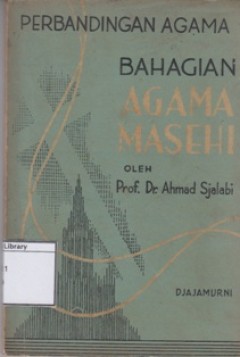 PERBANDINGAN AGAMA
BAHAGIAN
AGAMA
MASEHI
OLEH
Prof. Dr Ahmad Sjalabi
Library
DJAJAMURNI